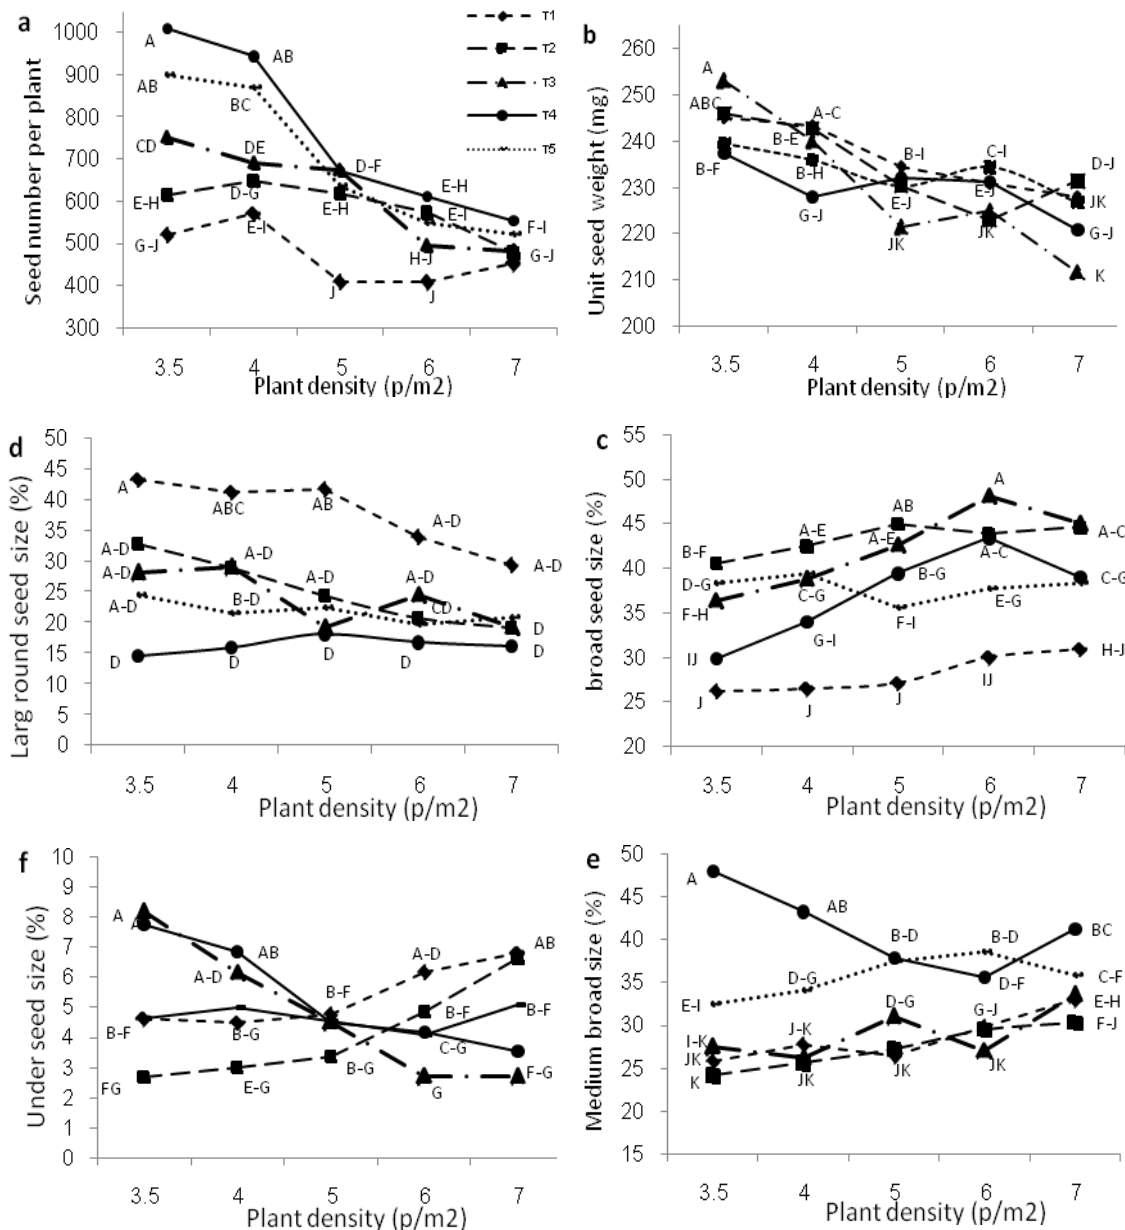 a
1000
900
800
700
600
500
400
300
Seed number per plant
A
AB
AB
BC
CD
DE
D-F
E-H
D-G
E-H
E-H
E-I
F-I
G-J
E-I
H-J
G-J
J
J
T1
T2
T3
T4
T5
3.5 4 5 6 7
Plant density (p/m2)
b
260
250
240
230
220
210
200
Unit seed weight (mg)
A
ABC
A-C
B-E
B-I
C-I
D-J
B-F
B-H
E-J
E-J
JK
G-J
JK
JK
G-J
K
3.5 4 5 6 7
Plant density (p/m2)
d
50
45
40
35
30
25
20
15
10
5
0
Larg round seed size (%)
A
ABC
AB
A-D
A-D
A-D
A-D
A-D
A-D
A-D
A-D
B-D
CD
D
D
D
D
D
D
3.5 4 5 6 7
Plant density (p/m2)
c
55
50
45
40
35
30
25
20
broad seed size (%)
A
AB
A-E
A-E
A-C
B-F
A-C
D-G
C-G
B-G
C-G
F-H
E-G
F-I
G-I
IJ
H-J
IJ
J
J
J
3.5 4 5 6 7
Plant density (p/m2)
f
10
9
8
7
6
5
4
3
2
1
0
Under seed size (%)
A
A
AB
A-D
A-D
AB
B-F
B-F
B-F
B-F
B-G
C-G
B-G
FG
E-G
G
F-G
3.5 4 5 6 7
Plant density (p/m2)
e
50
45
40
35
30
25
20
15
Medium broad size (%)
A
AB
B-D
B-D
BC
D-G
D-F
C-F
E-I
D-G
G-J
E-H
I-K
J-K
F-J
JK
K
JK
JK
JK
3.5 4 5 6 7
Plant density (p/m2)